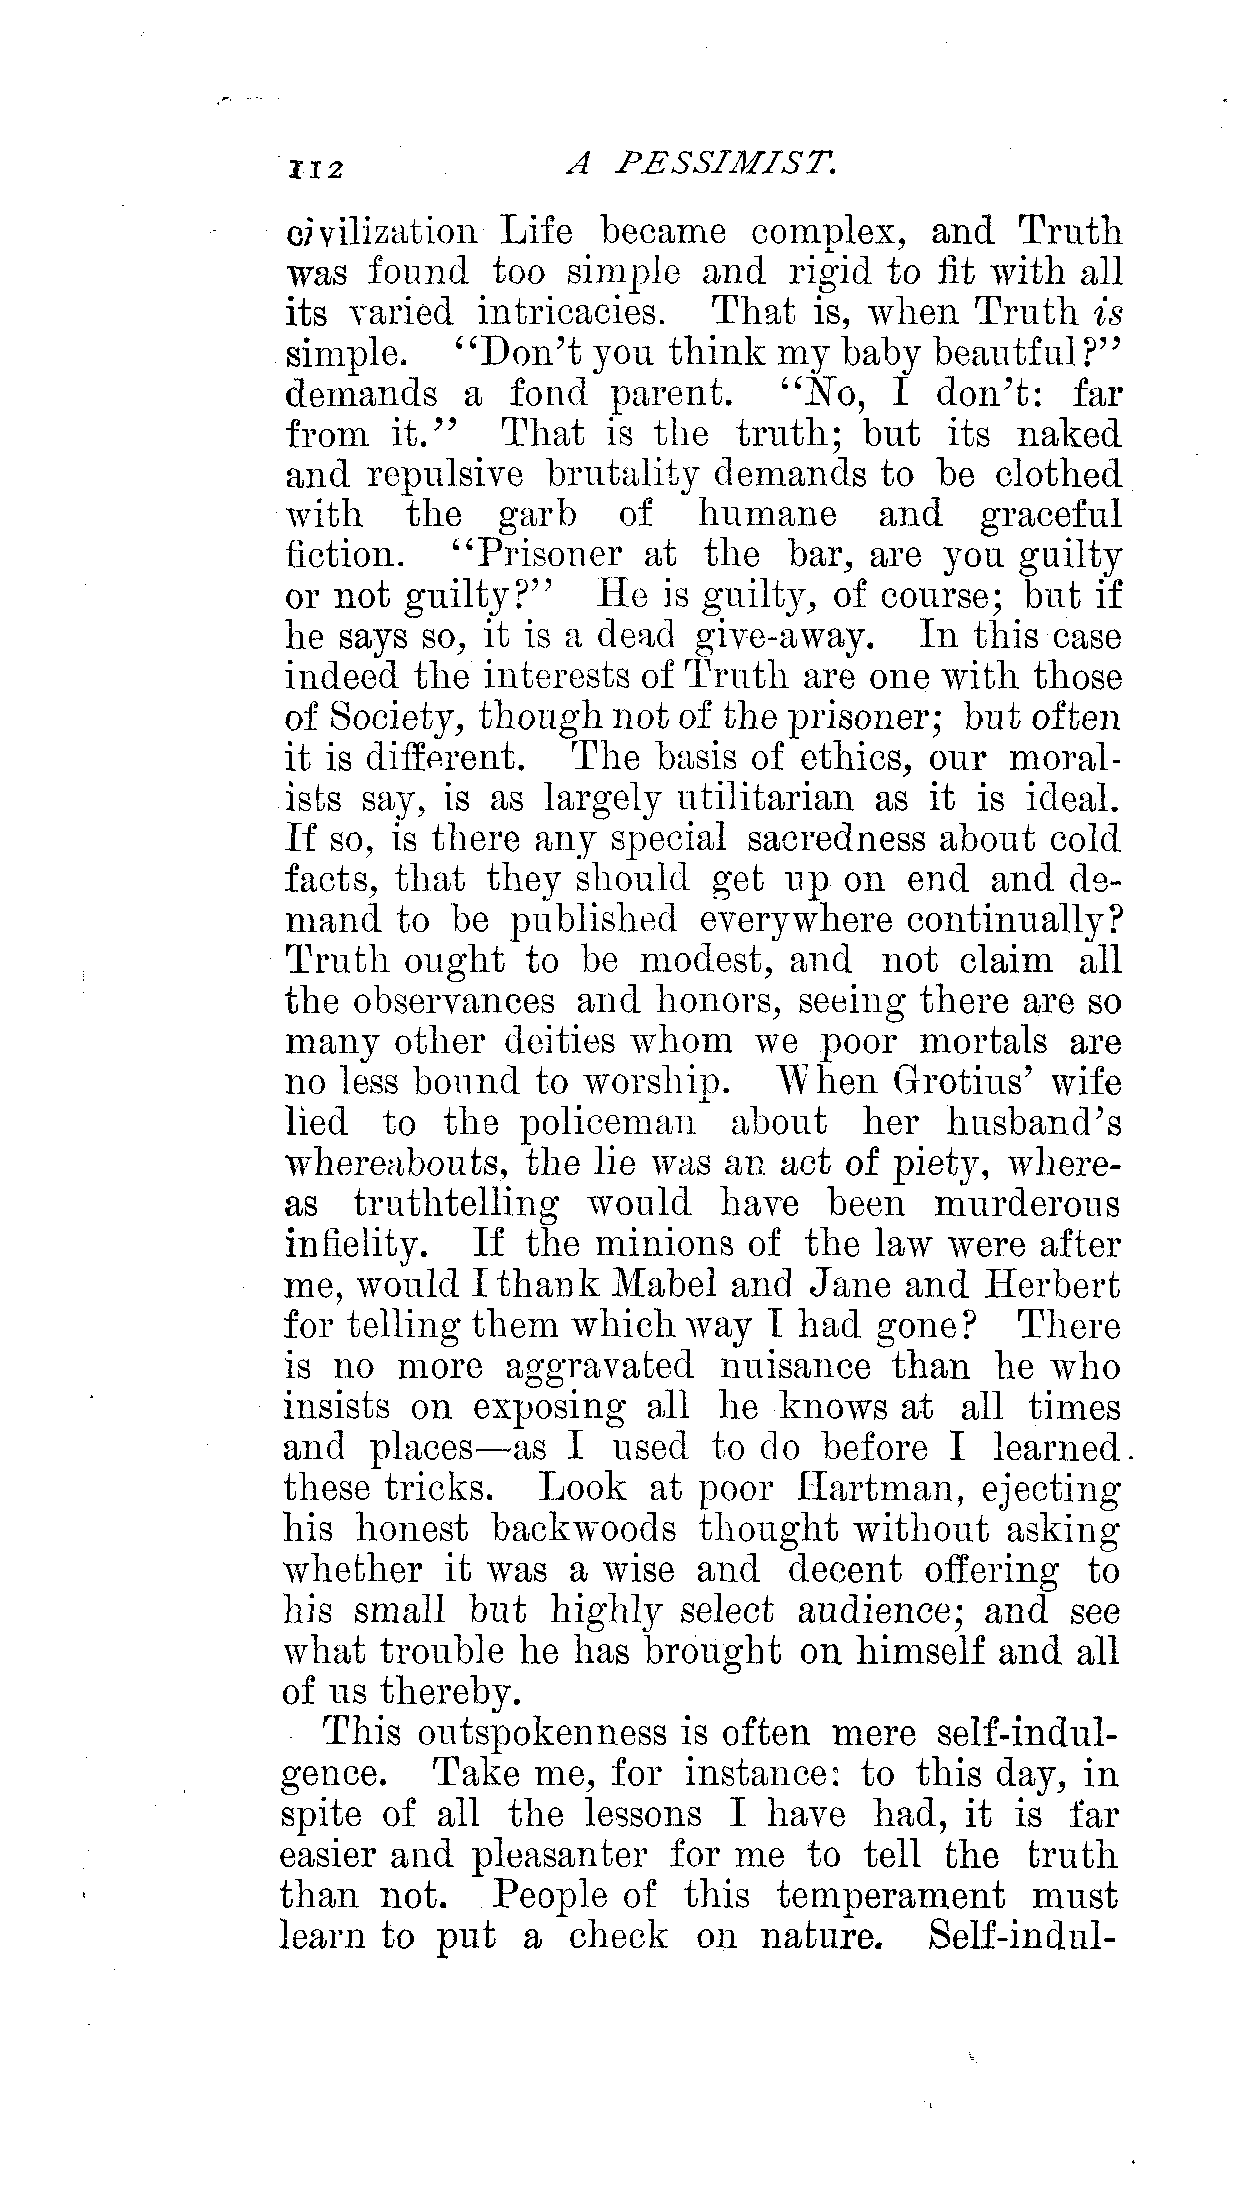 112 A PESSIMIST.
civilization Life became complex, and Truth
was found too simple and rigid to fit with all
its varied intricacies. That is, when Truth is
simple. "Don't you think my baby beautful?"
demands a fond parent. "No, I don't: far
from it." That is the truth; but its naked
and repulsive brutality demands to be clothed
with the garb of humane and graceful
fiction. "Prisoner at the bar, are you guilty
or not guilty?" He is guilty, of course; but if
he says so, it is a dead give-away. In this case
indeed the interests of Truth are one with those
of Society, though not of the prisoner; but often
it is different. The basis of ethics, our moral-
ists say, is as largely utilitarian as it is ideal.
If so, is there any special sacredness about cold
facts, that they should get up on end and de-
mand to be published everywhere continually?
Truth ought to be modest, and not claim all
the observances and honors, seeing there are so
many other deities whom we poor mortals are
no less bound to worship. When Grotius' wife
lied to the policeman about her husband's
whereabouts, the lie was an act of piety, where-
as truthtelling would have been murderous
infielity. If the minions of the law were after
me, would I thank Mabel and Jane and Herbert
for telling them which way I had gone? There
is no more aggravated nuisance than he who
insists on exposing all he knows at all times
and places—as I used to do before I learned
these tricks. Look at poor Hartman, ejecting
his honest backwoods thought without asking
whether it was a wise and decent offering to
his small but highly select audience; and see
what trouble he has brought on himself and all
of us thereby.
This outspokenness is often mere self-indul-
gence. Take me, for instance: to this day, in
spite of all the lessons I have had, it is far
easier and pleasanter for me to tell the truth
than not. People of this temperament must
learn to put a check on nature. Self-indul-